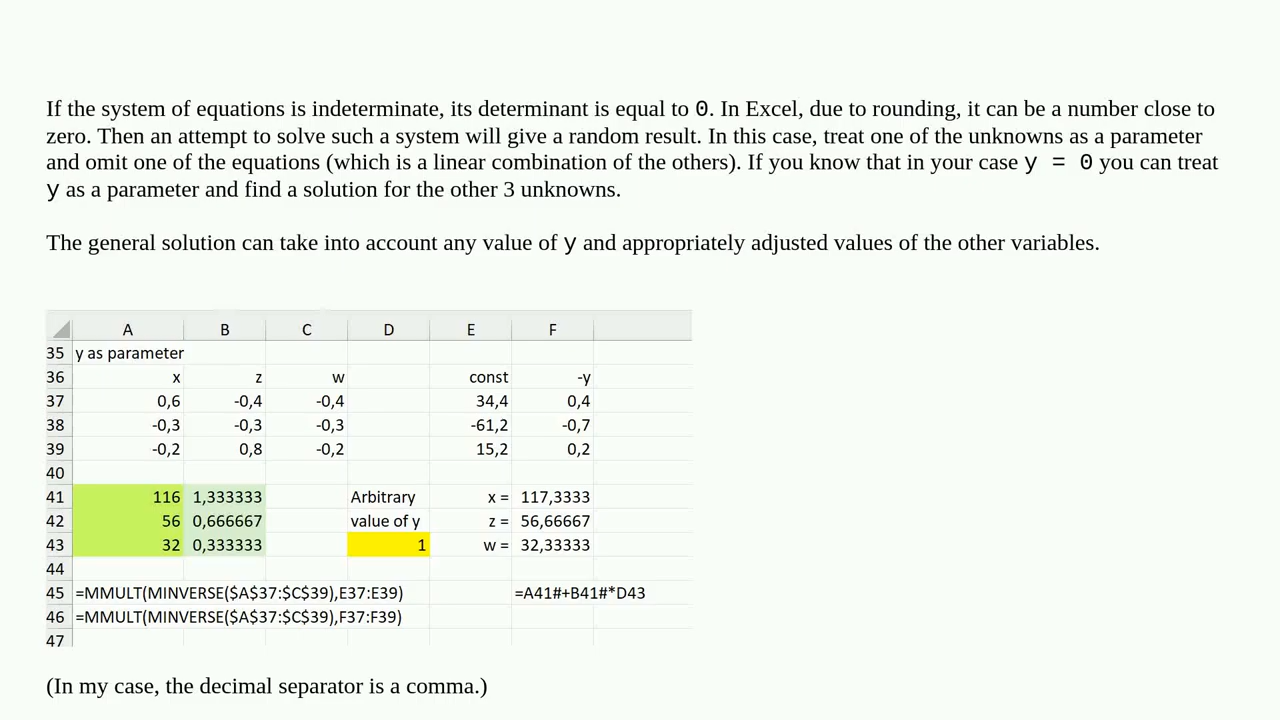 If the system of equations is indeterminate, its determinant is equal to 0. In Excel, due to rounding, it can be a number close to
zero. Then an attempt to solve such a system will give a random result. In this case, treat one of the unknowns as a parameter
and omit one of the equations (which is a linear combination of the others). If you know that in your case y = 0 you can treat
y as a parameter and find a solution for the other 3 unknowns.
The general solution can take into account any value of y and appropriately adjusted values of the other variables.
A B C D E F
35 y as parameter
36 x z w const -y
37 0,6 -0,4 -0,4 34,4 0,4
38 -0,3 -0,3 -0,3 -61,2 -0,7
39 -0,2 0,8 -0,2 15,2 0,2
40
41 116 1,333333 Arbitrary x = 117,3333
42 56 0,666667 value of y z = 56,66667
43 32 0,333333 1 w = 32,33333
44
45 =MMULT(MINVERSE($A$37:$C$39),E37:E39) =A41#+B41#*D43
46 =MMULT(MINVERSE($A$37:$C$39),F37:F39)
47
(In my case, the decimal separator is a comma.)